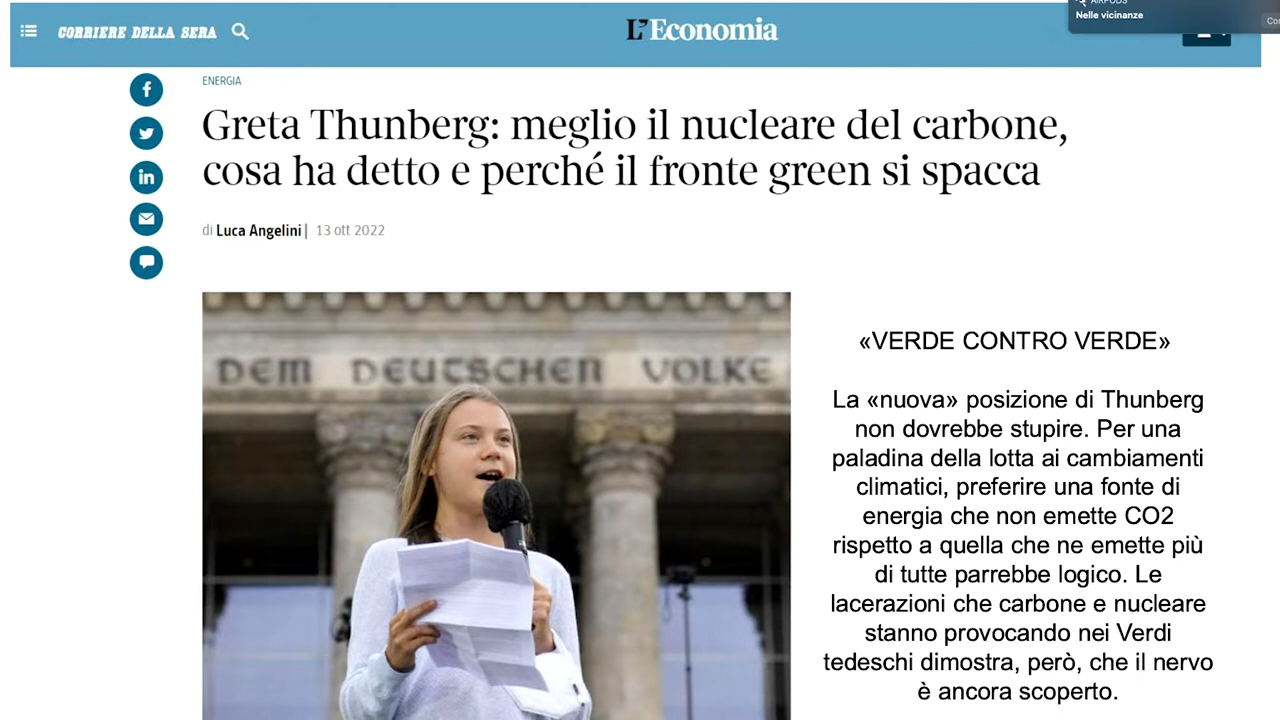 AIRPODS
Nelle vicinanze
CORRIERE DELLA SERA
L'Economia
ENERGIA
Greta Thunberg: meglio il nucleare del carbone,
cosa ha detto e perché il fronte green si spacca
di Luca Angelini | 13 ott 2022
DEM DEUTSCHEN VOLKE
«VERDE CONTRO VERDE»
La «nuova» posizione di Thunberg
non dovrebbe stupire. Per una
paladina della lotta ai cambiamenti
climatici, preferire una fonte di
energia che non emette CO2
rispetto a quella che ne emette più
di tutte parrebbe logico. Le
lacerazioni che carbone e nucleare
stanno provocando nei Verdi
tedeschi dimostra, però, che il nervo
è ancora scoperto.